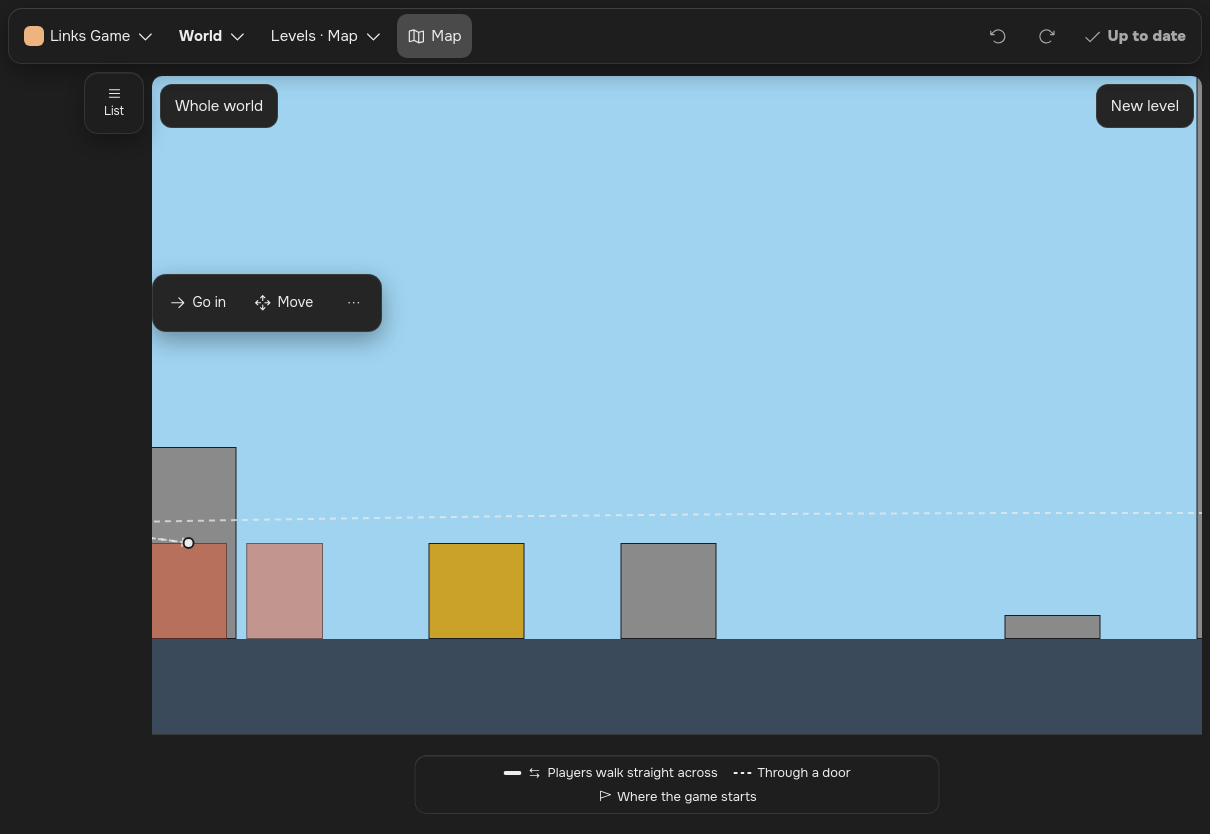 Links Game
World
Levels · Map
Map
Up to date
List
Whole world
New level
Go in
Move
Players walk straight across
Through a door
Where the game starts